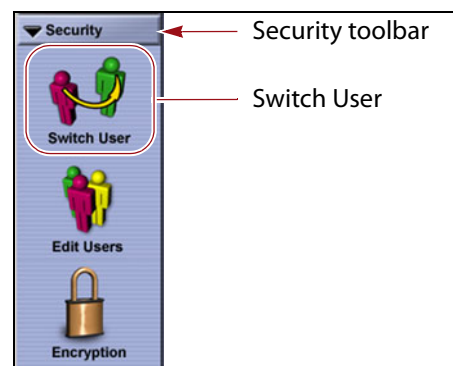 Security
Security toolbar
Switch User
Switch User
Edit Users
Encryption